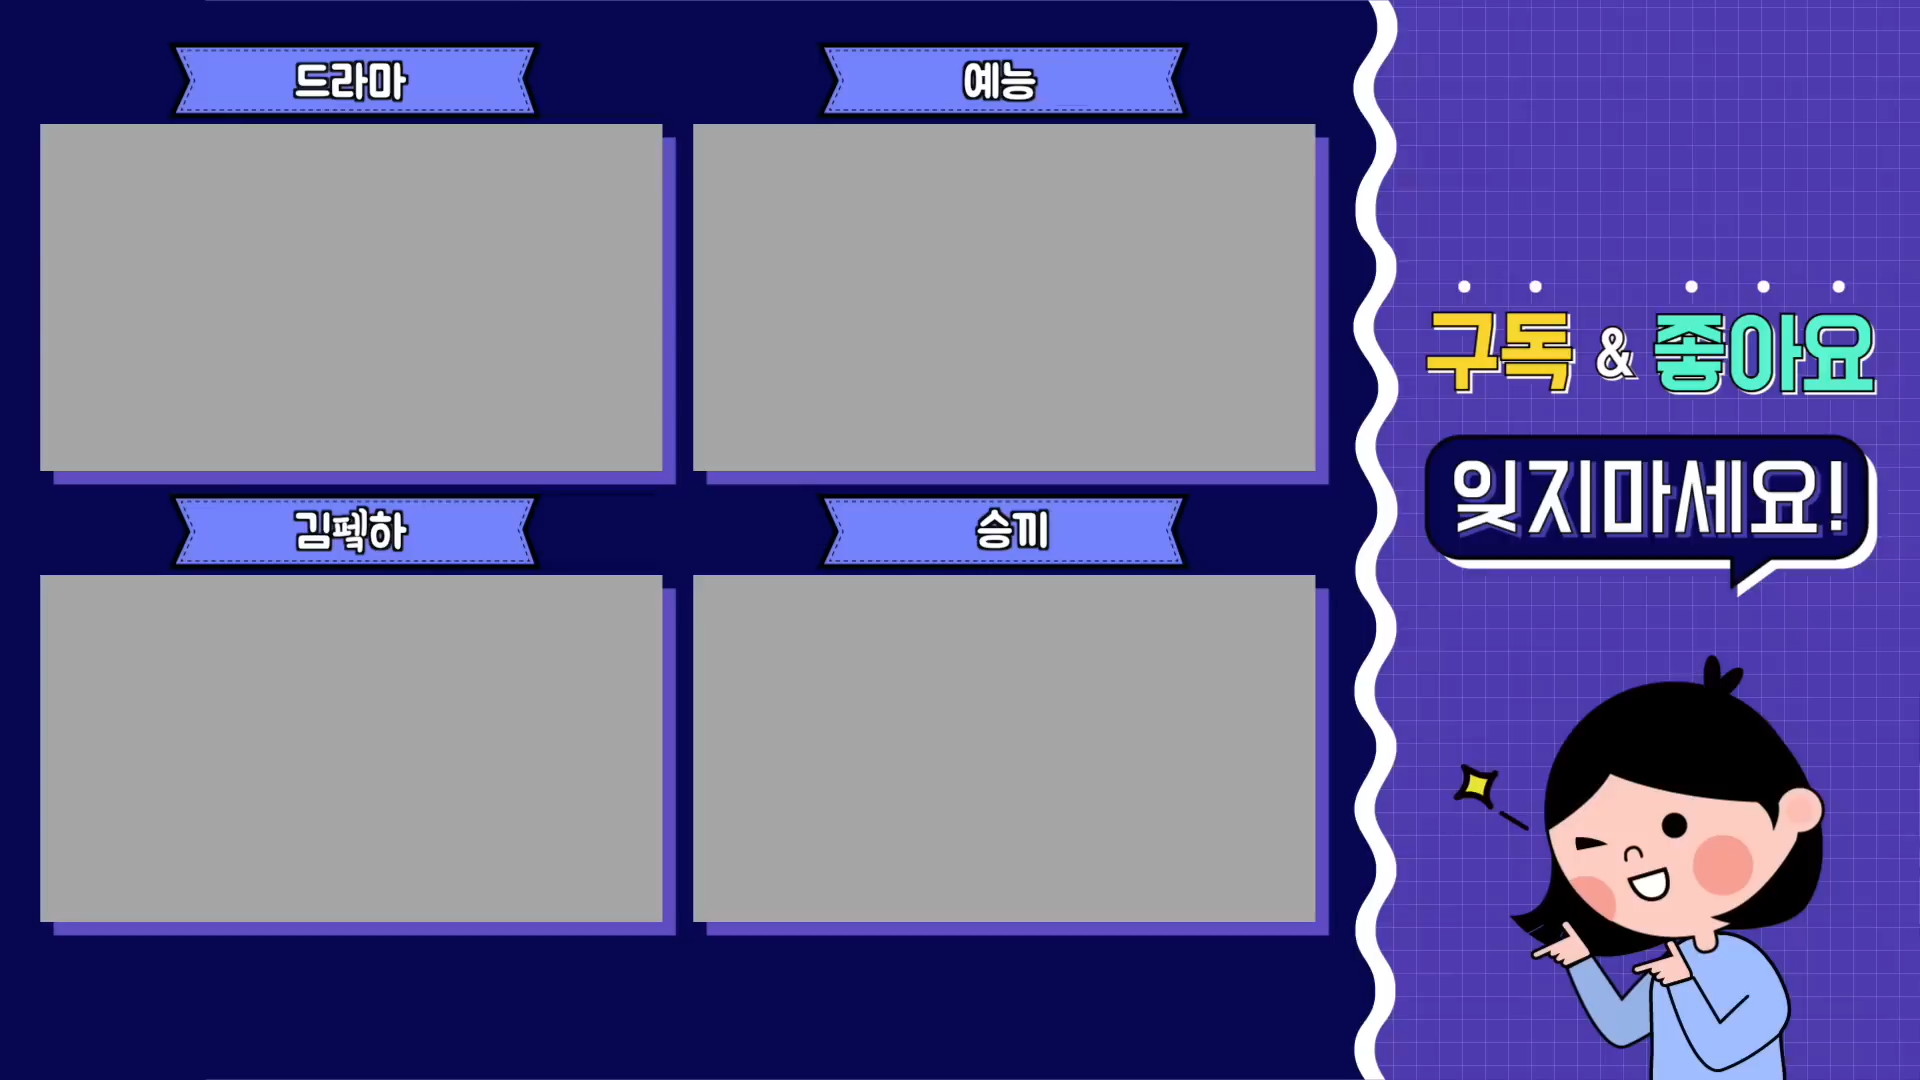 드라마
예능
김펙하
승끼
구독 & 좋아요
잊지마세요!